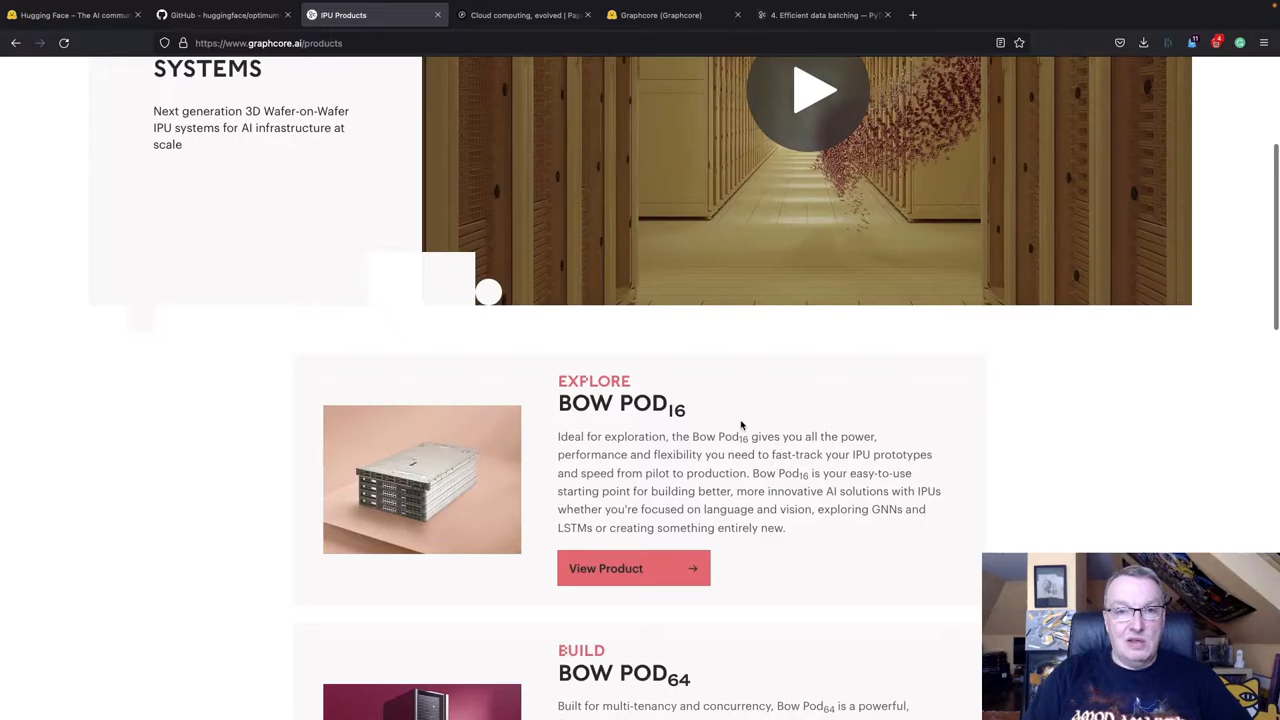 Hugging Face – The AI commun
GitHub - huggingface/optimum
IPU Products
Cloud computing, evolved | Pap
Graphcore (Graphcore)
4. Efficient data batching — PyT
https://www.graphcore.ai/products
11
4
SYSTEMS
Next generation 3D Wafer-on-Wafer
IPU systems for AI infrastructure at
scale
EXPLORE
BOW POD16
Ideal for exploration, the Bow Pod16 gives you all the power,
performance and flexibility you need to fast-track your IPU prototypes
and speed from pilot to production. Bow Pod16 is your easy-to-use
starting point for building better, more innovative AI solutions with IPUs
whether you're focused on language and vision, exploring GNNs and
LSTMs or creating something entirely new.
View Product
BUILD
BOW POD64
Built for multi-tenancy and concurrency, Bow Pod64 is a powerful,